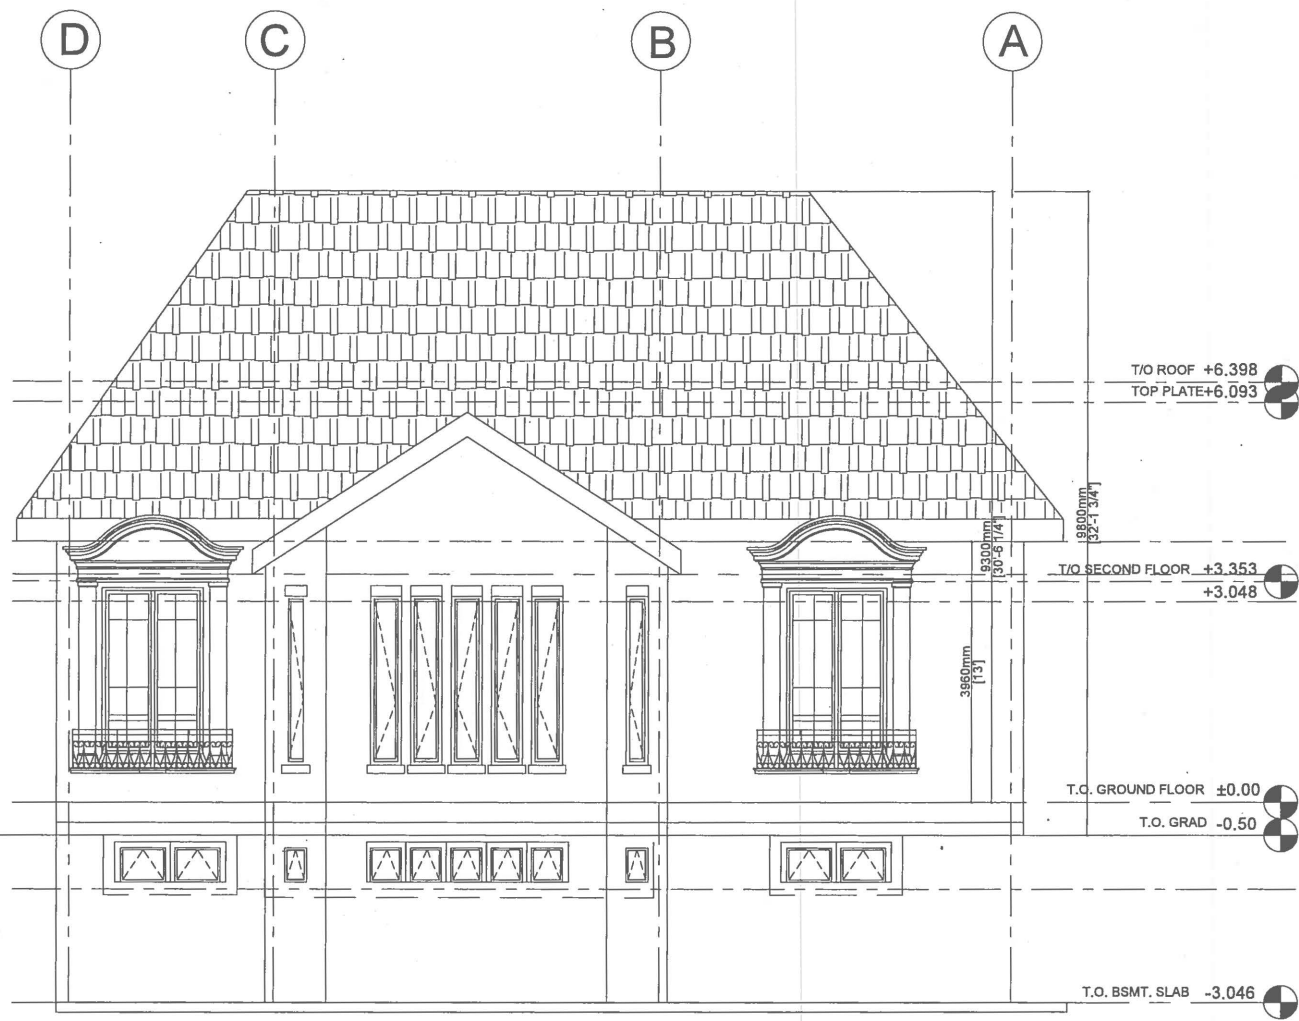 D C B A
T/O ROOF +6.398
TOP PLATE+6.093
9800mm
[32'-1 3/4"]
9300mm
[30'-6 1/4"]
T/O SECOND FLOOR +3.353
+3.048
3960mm
[13']
T.O. GROUND FLOOR ±0.00
T.O. GRAD -0.50
T.O. BSMT. SLAB -3.046